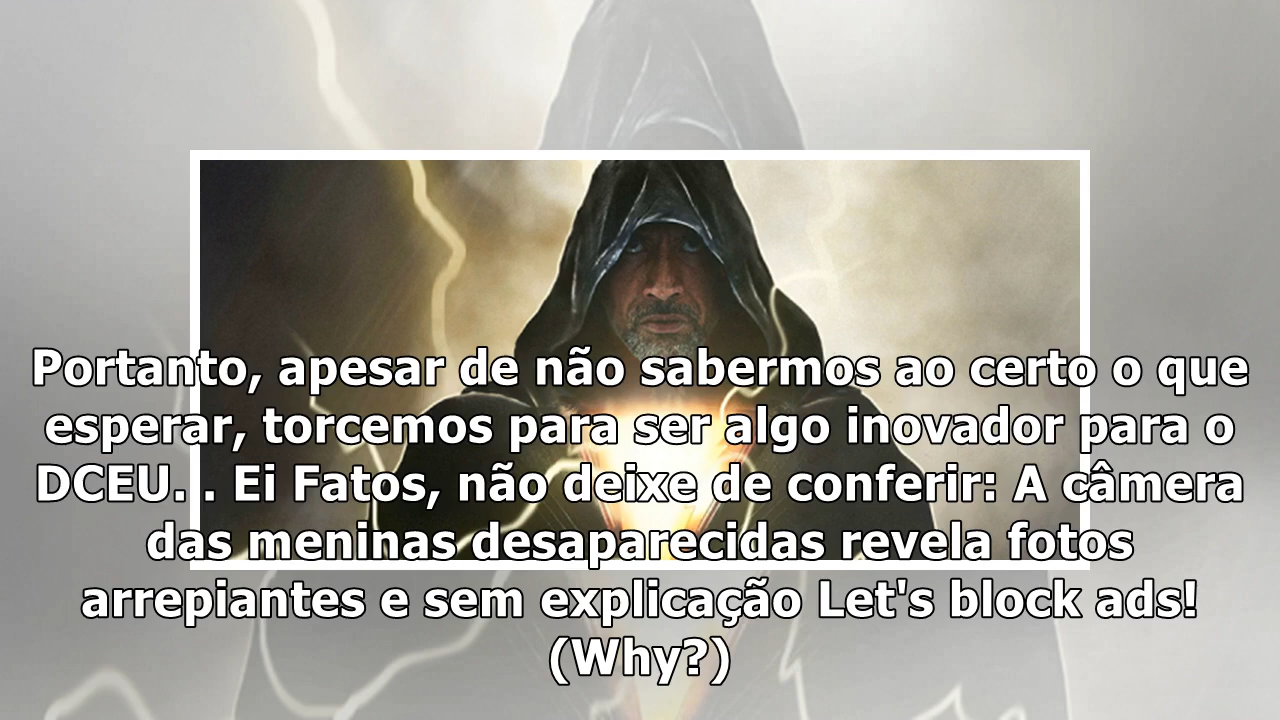 Portanto, apesar de não sabermos ao certo o que
esperar, torcemos para ser algo inovador para o
DCEU. . Ei Fatos, não deixe de conferir: A câmera
das meninas desaparecidas revela fotos
arrepiantes e sem explicação Let's block ads!
(Why?)